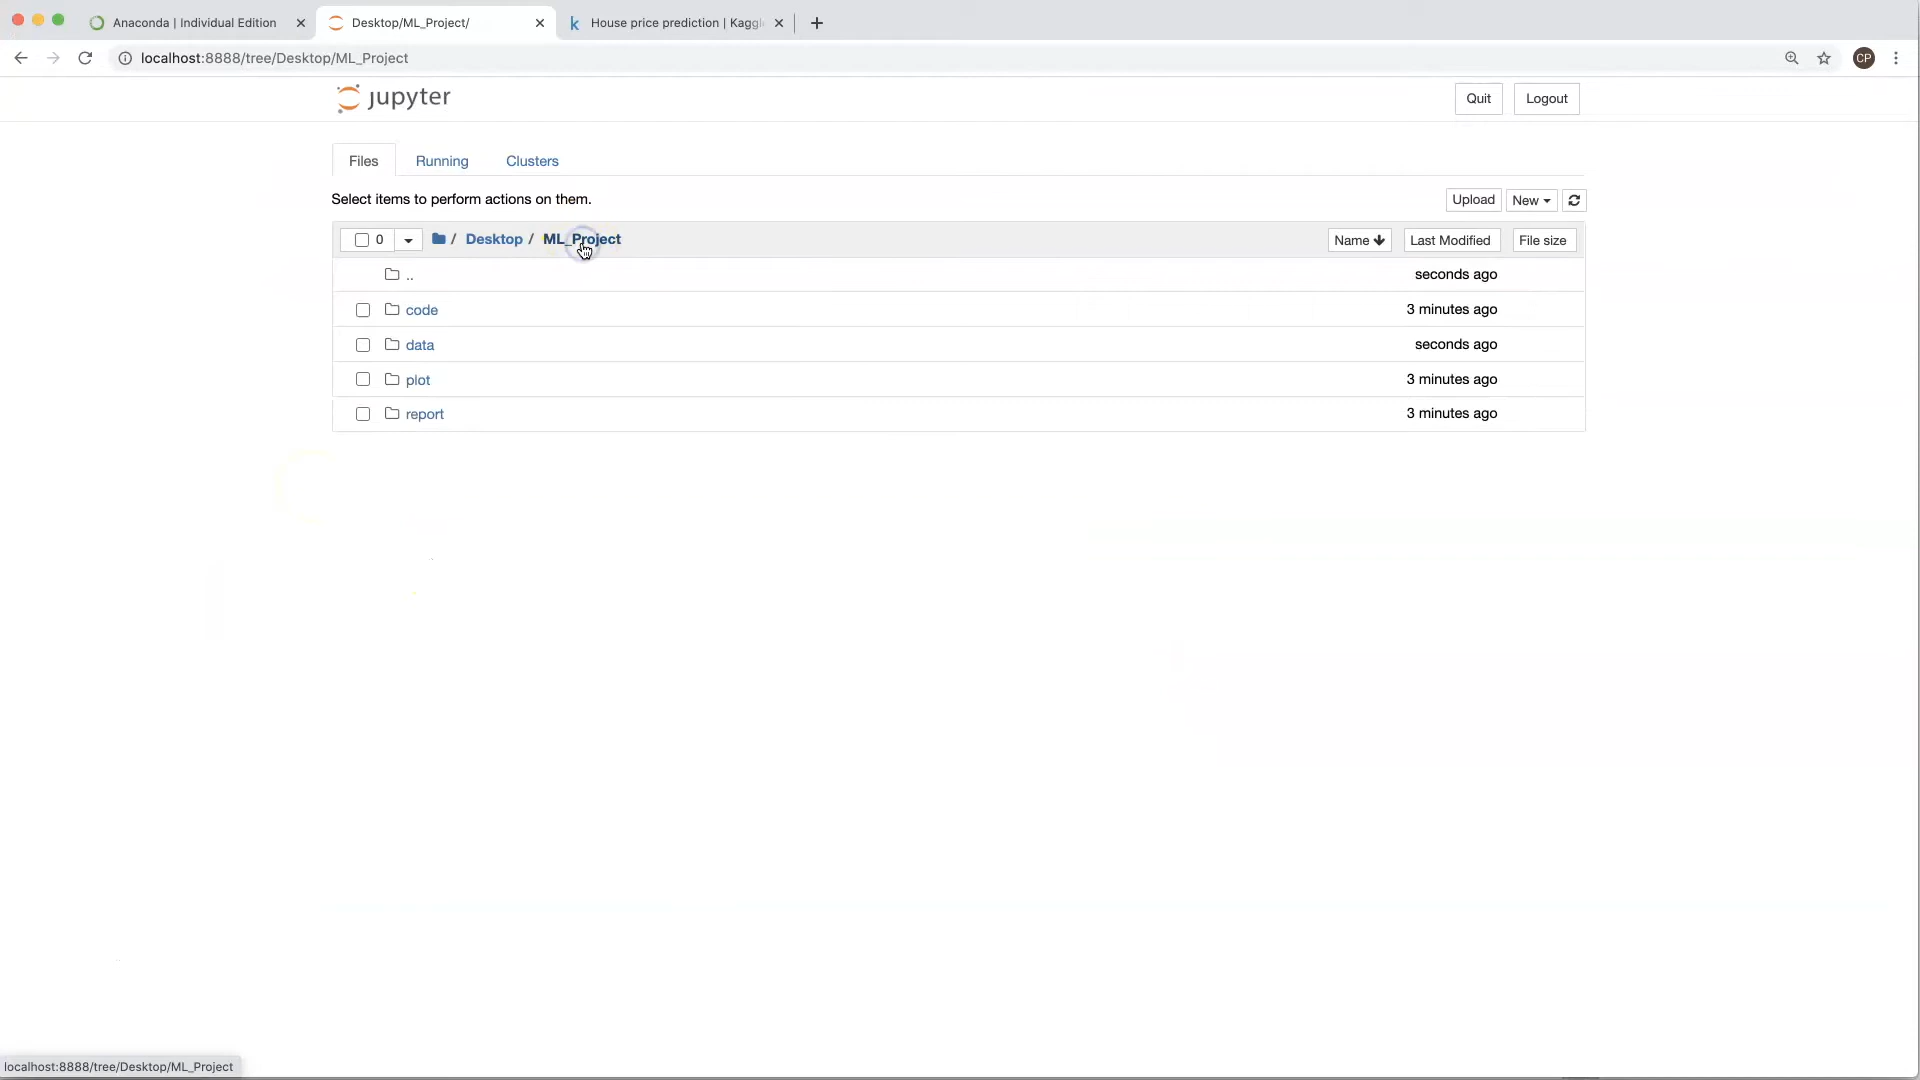 Anaconda | Individual Edition
Desktop/ML_Project/
House price prediction | Kaggl
localhost:8888/tree/Desktop/ML_Project
CP
jupyter
Quit
Logout
Files
Running
Clusters
Select items to perform actions on them.
Upload
New
0
/ Desktop / ML_Project
Name
Last Modified
File size
..
seconds ago
code
3 minutes ago
data
seconds ago
plot
3 minutes ago
report
3 minutes ago
localhost:8888/tree/Desktop/ML_Project